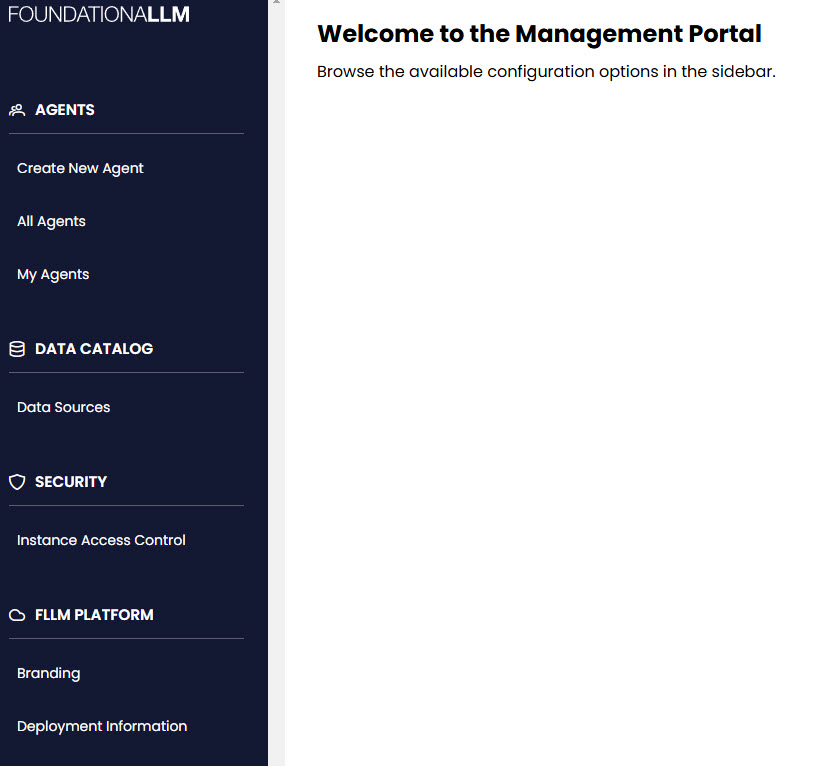 FOUNDATIONALLM
AGENTS
Create New Agent
All Agents
My Agents
DATA CATALOG
Data Sources
SECURITY
Instance Access Control
FLLM PLATFORM
Branding
Deployment Information
Welcome to the Management Portal
Browse the available configuration options in the sidebar.